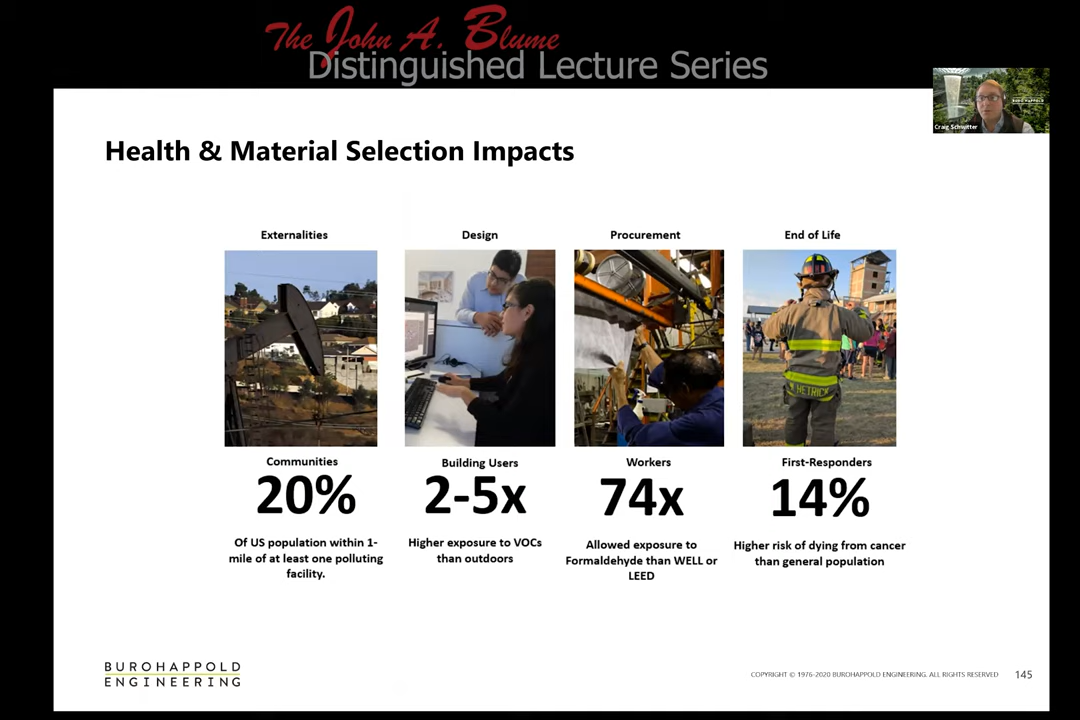 The John A. Blume
Distinguished Lecture Series
BURO HAPPOLD
Craig Schwitter
Health & Material Selection Impacts
Externalities
Design
Procurement
End of Life
HETRICK
Communities
Building Users
Workers
First-Responders
20%
2-5x
74x
14%
Of US population within 1-
mile of at least one polluting
facility.
Higher exposure to VOCs
than outdoors
Allowed exposure to
Formaldehyde than WELL or
LEED
Higher risk of dying from cancer
than general population
BUROHAPPOLD
ENGINEERING
COPYRIGHT © 1976-2020 BUROHAPPOLD ENGINEERING. ALL RIGHTS RESERVED
145